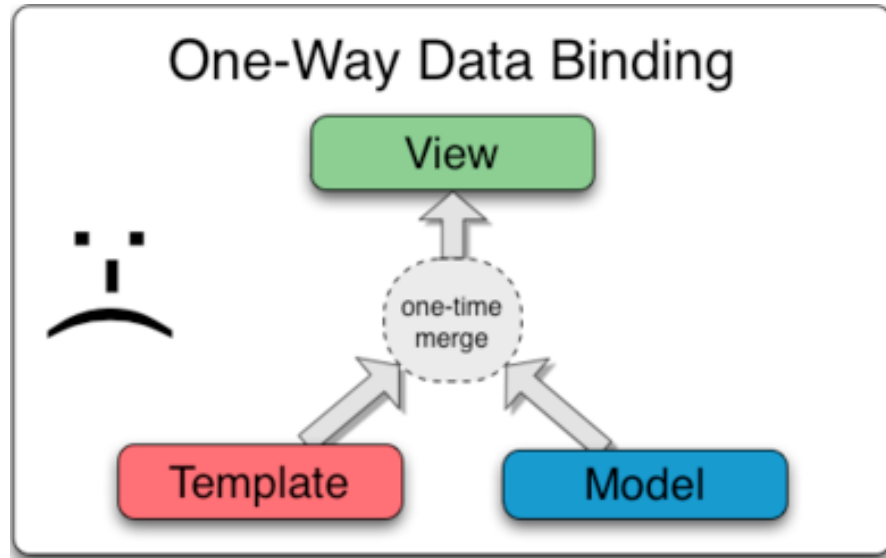 One-Way Data Binding
View
one-time
merge
Template
Model